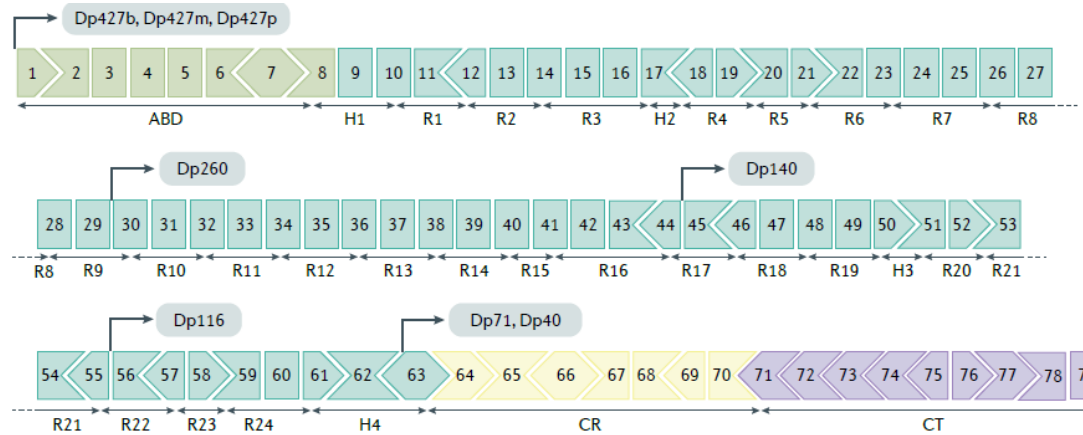 Dp427b, Dp427m, Dp427p
1 2 3 4 5 6 7 8 9 10 11 12 13 14 15 16 17 18 19 20 21 22 23 24 25 26 27
ABD H1 R1 R2 R3 H2 R4 R5 R6 R7 R8
Dp260 Dp140
28 29 30 31 32 33 34 35 36 37 38 39 40 41 42 43 44 45 46 47 48 49 50 51 52 53
R8 R9 R10 R11 R12 R13 R14 R15 R16 R17 R18 R19 H3 R20 R21
Dp116 Dp71, Dp40
54 55 56 57 58 59 60 61 62 63 64 65 66 67 68 69 70 71 72 73 74 75 76 77 78
R21 R22 R23 R24 H4 CR CT